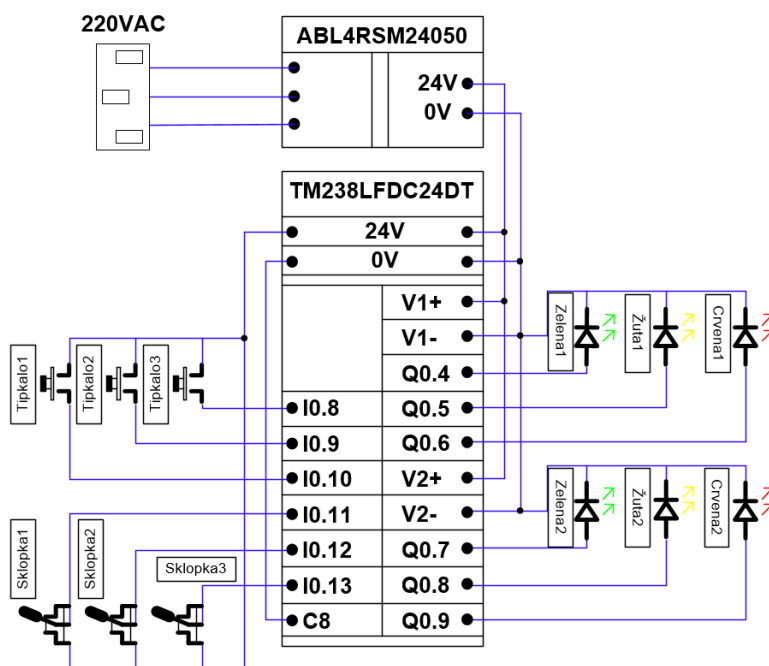 220VAC
ABL4RSM24050
24V
0V
TM238LFDC24DT
24V
0V
V1+
V1-
Q0.4
I0.8
Q0.5
I0.9
Q0.6
I0.10
V2+
I0.11
V2-
I0.12
Q0.7
I0.13
Q0.8
C8
Q0.9
Tipkalo1
Tipkalo2
Tipkalo3
Sklopka1
Sklopka2
Sklopka3
Zelena1
Žuta1
Crvena1
Zelena2
Žuta2
Crvena2